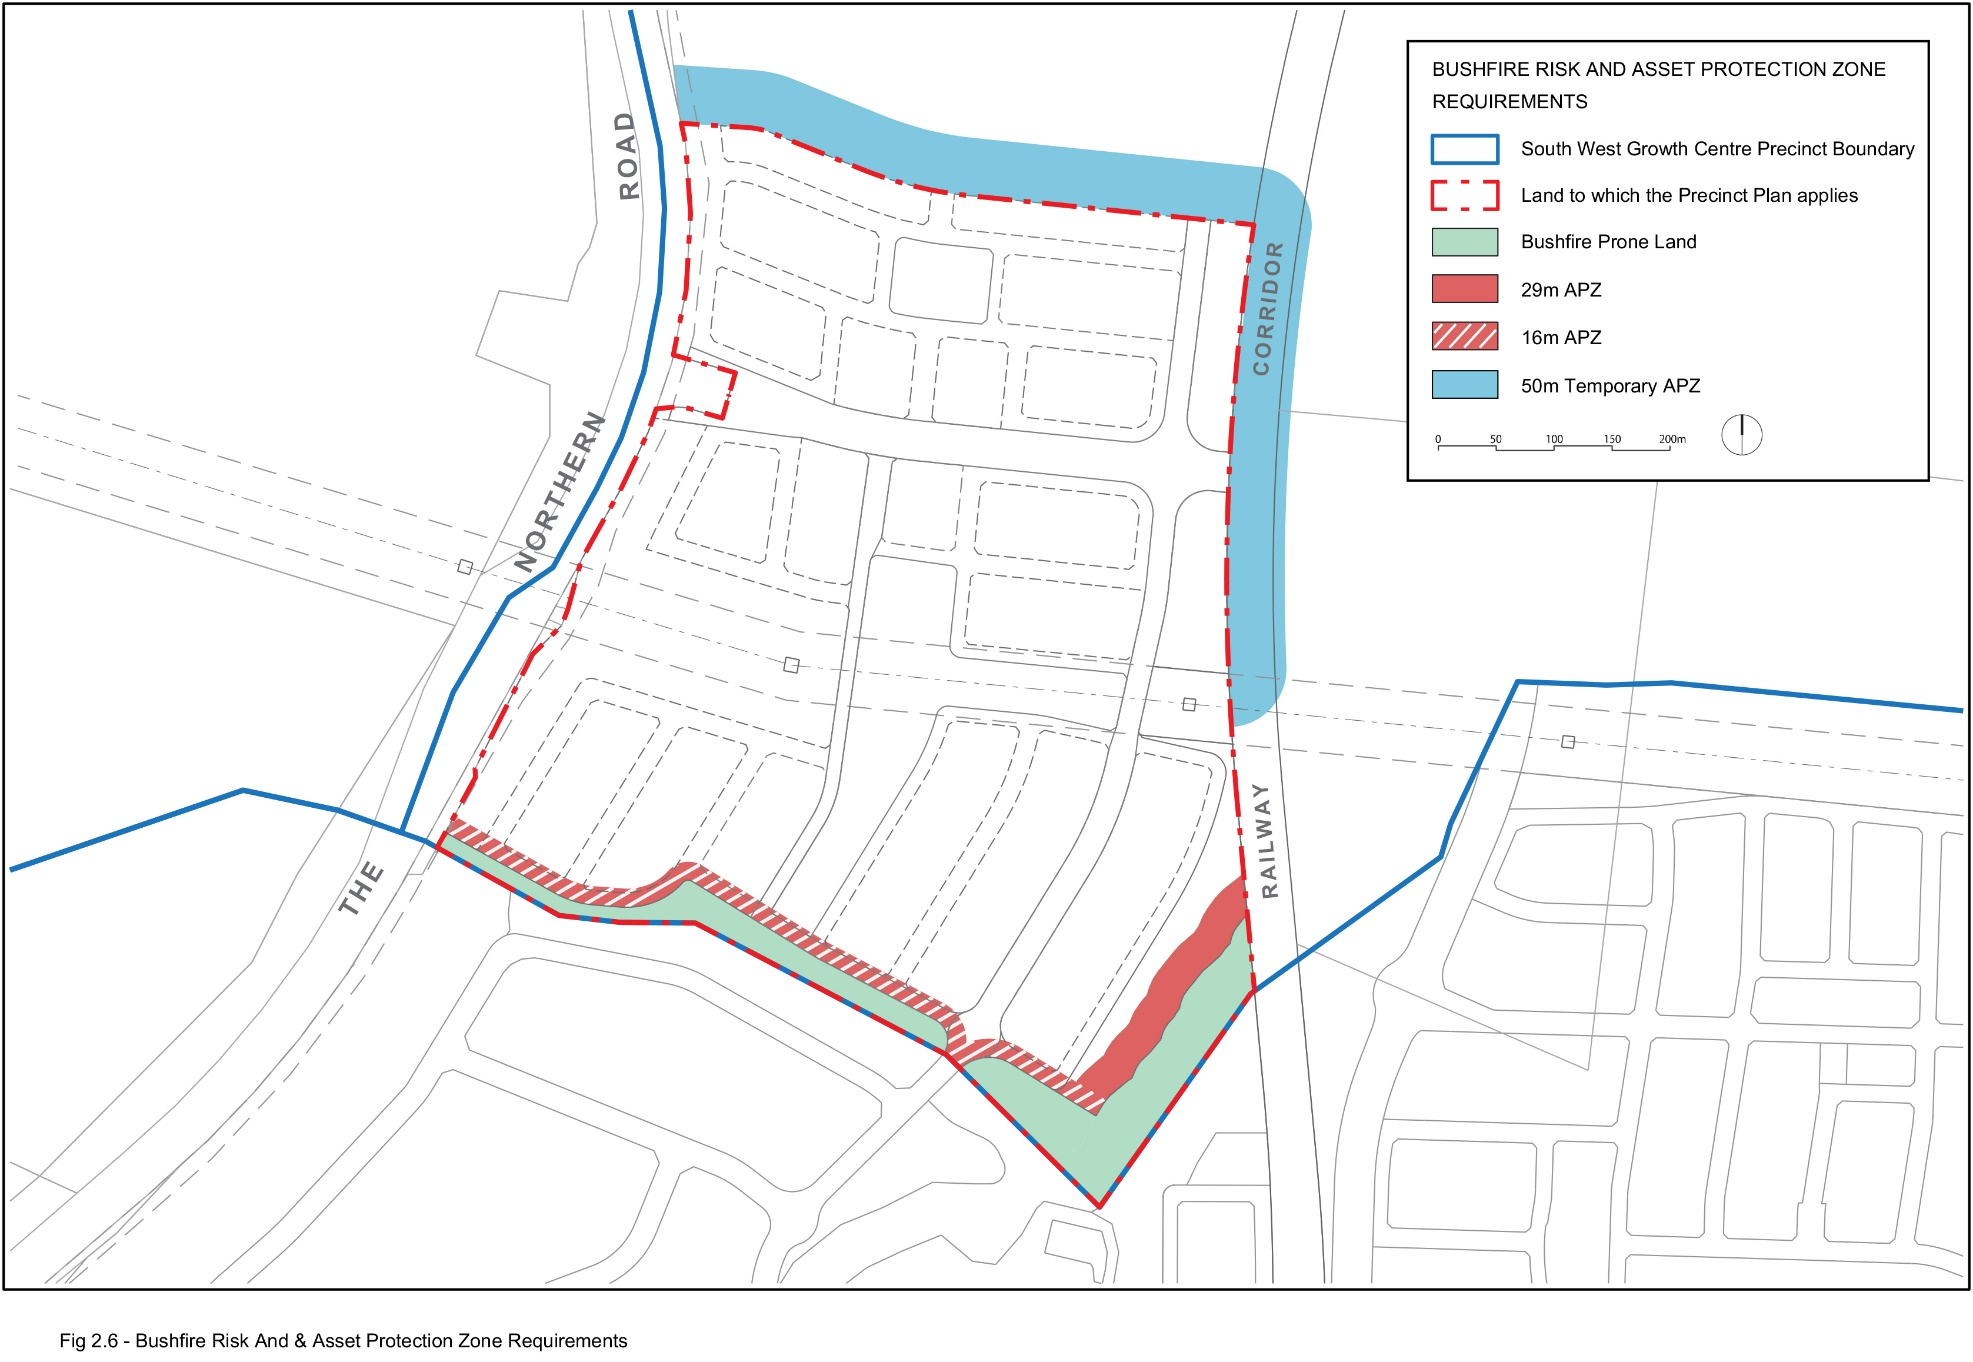 BUSHFIRE RISK AND ASSET PROTECTION ZONE
REQUIREMENTS
South West Growth Centre Precinct Boundary
Land to which the Precinct Plan applies
Bushfire Prone Land
29m APZ
16m APZ
50m Temporary APZ
0 50 100 150 200m
THE NORTHERN ROAD
RAILWAY CORRIDOR
Fig 2.6 - Bushfire Risk And & Asset Protection Zone Requirements